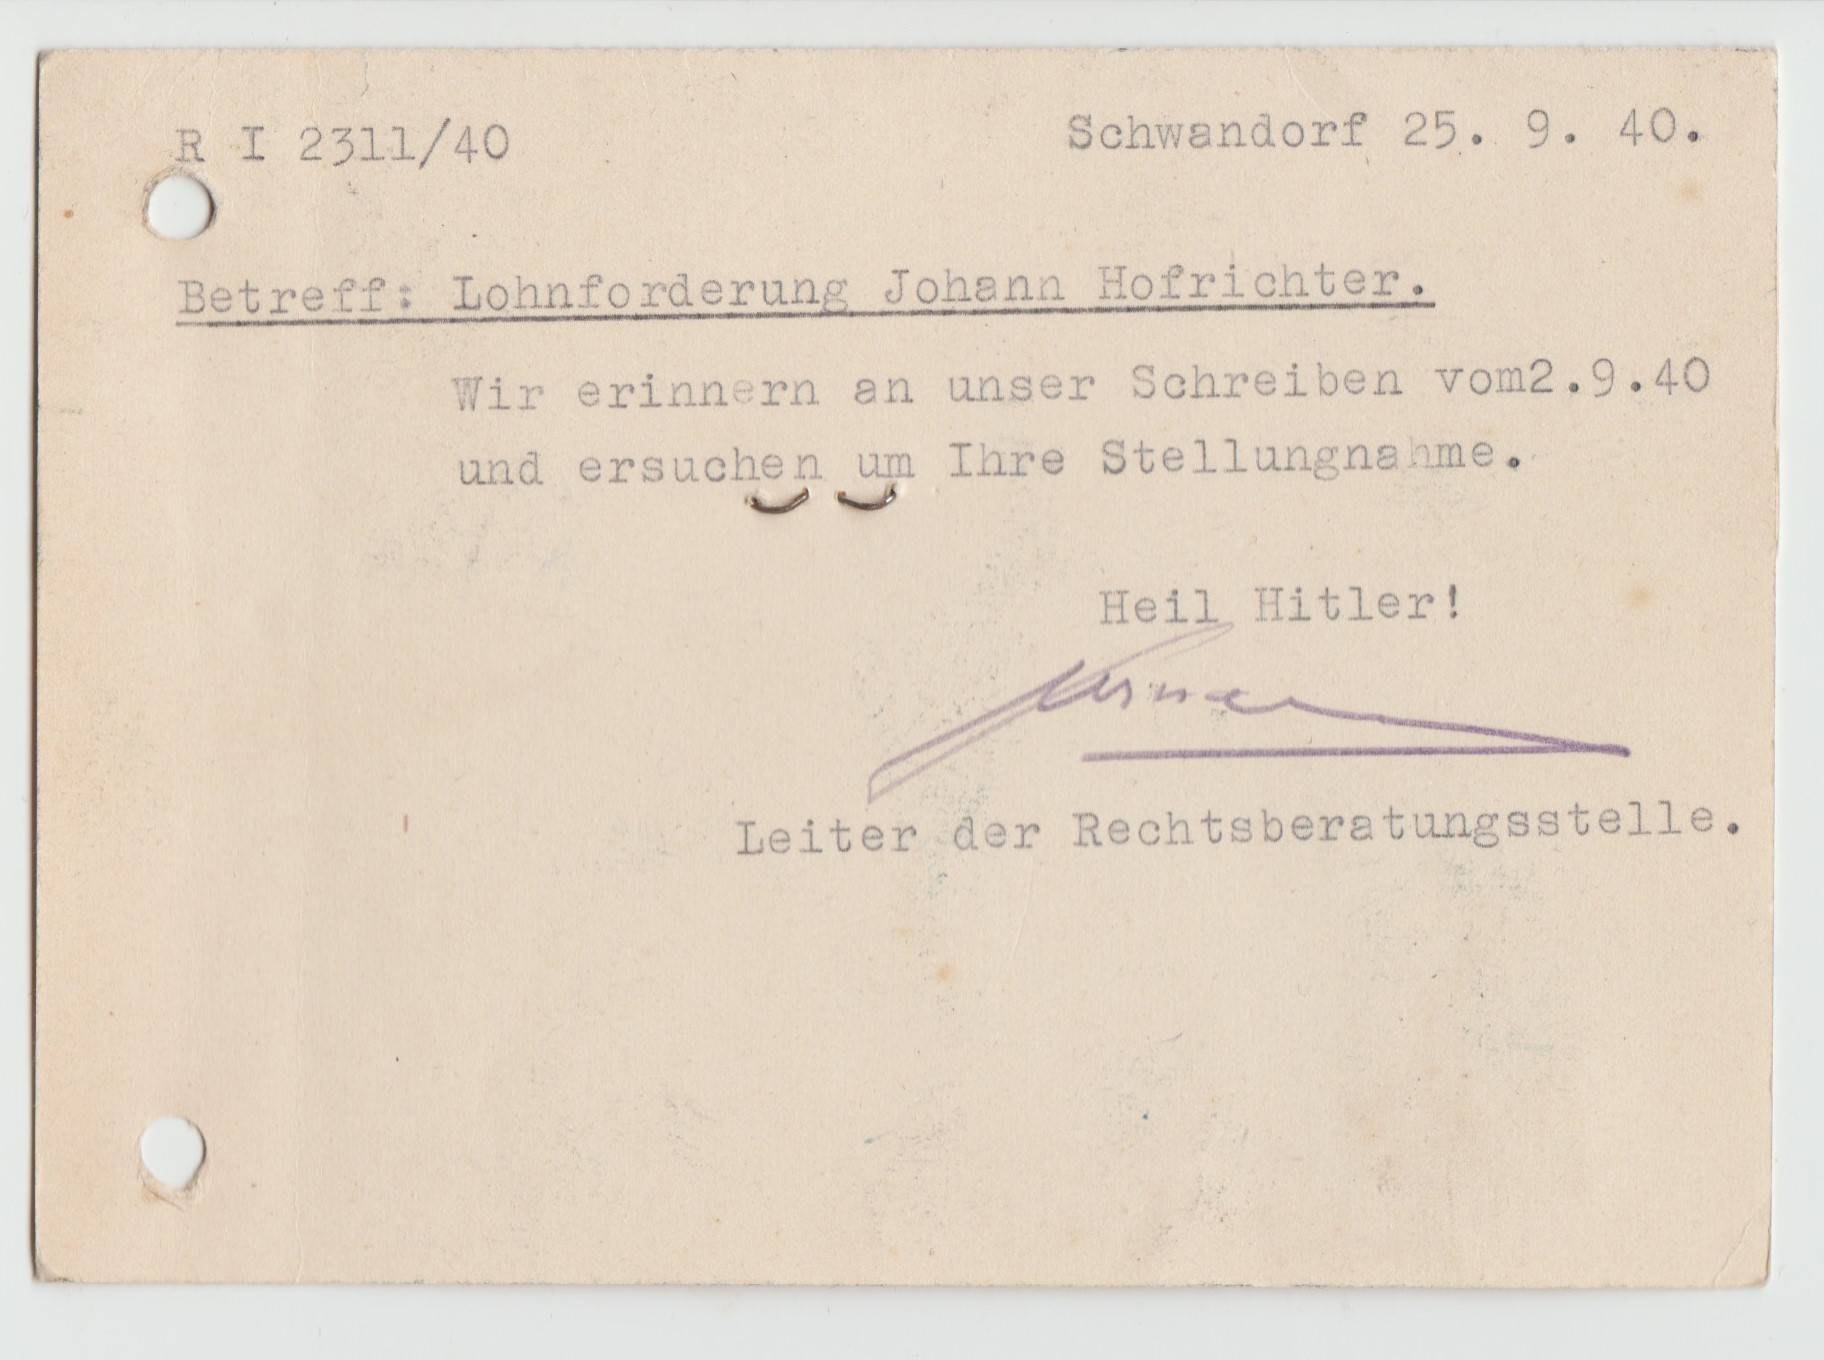 R I 2311/40
Schwandorf 25. 9. 40.
Betreff: Lohnforderung Johann Hofrichter.
Wir erinnern an unser Schreiben vom2.9.40
und ersuchen um Ihre Stellungnahme.
Heil Hitler!
Leiter der Rechtsberatungsstelle.